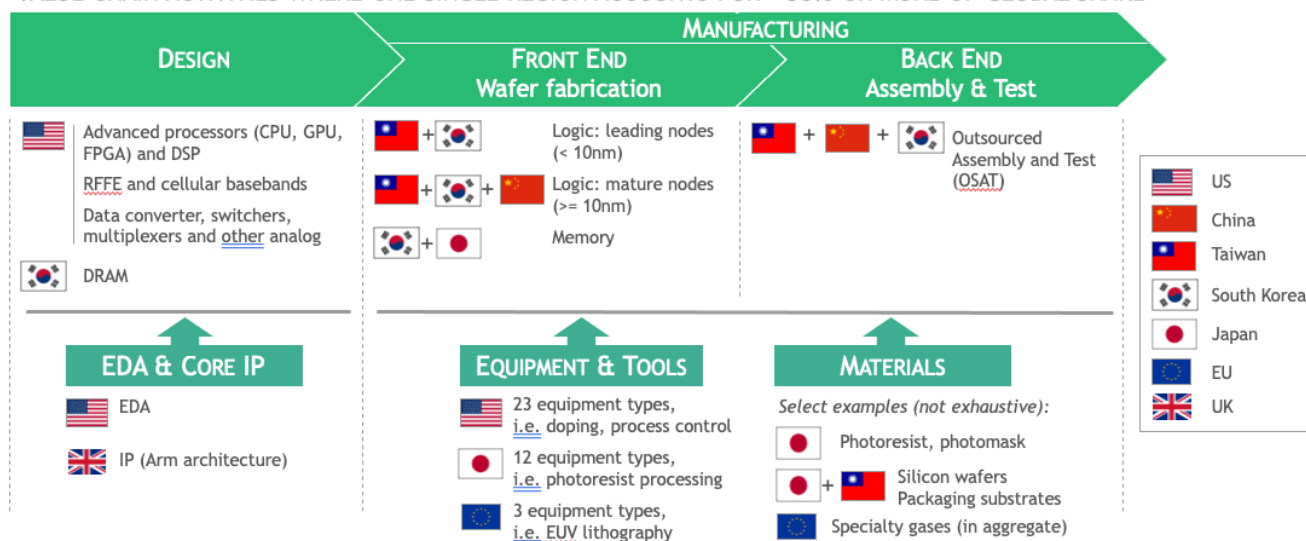 MANUFACTURING
DESIGN
FRONT END
Wafer fabrication
BACK END
Assembly & Test
Advanced processors (CPU, GPU,
FPGA) and DSP
RFFE and cellular basebands
Data converter, switchers,
multiplexers and other analog
DRAM
+
Logic: leading nodes
(< 10nm)
+ +
Logic: mature nodes
(>= 10nm)
+
Memory
+ +
Outsourced
Assembly and Test
(OSAT)
US
China
Taiwan
South Korea
Japan
EU
UK
EDA & CORE IP
EDA
IP (Arm architecture)
EQUIPMENT & TOOLS
23 equipment types,
i.e. doping, process control
12 equipment types,
i.e. photoresist processing
3 equipment types,
i.e. EUV lithography
MATERIALS
Select examples (not exhaustive):
Photoresist, photomask
+
Silicon wafers
Packaging substrates
Specialty gases (in aggregate)